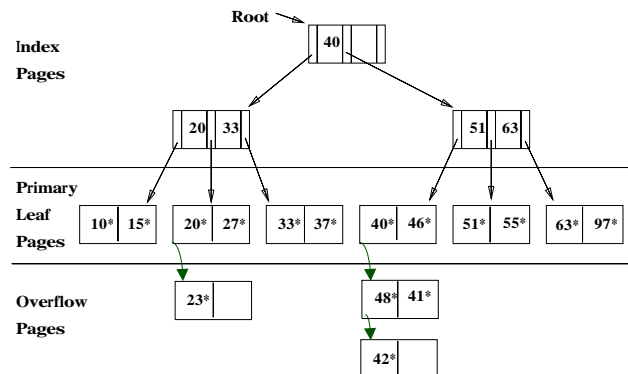 Root
40
Index
Pages
20 33
51 63
Primary
Leaf
Pages
10* 15*
20* 27*
33* 37*
40* 46*
51* 55*
63* 97*
Overflow
Pages
23*
48* 41*
42*